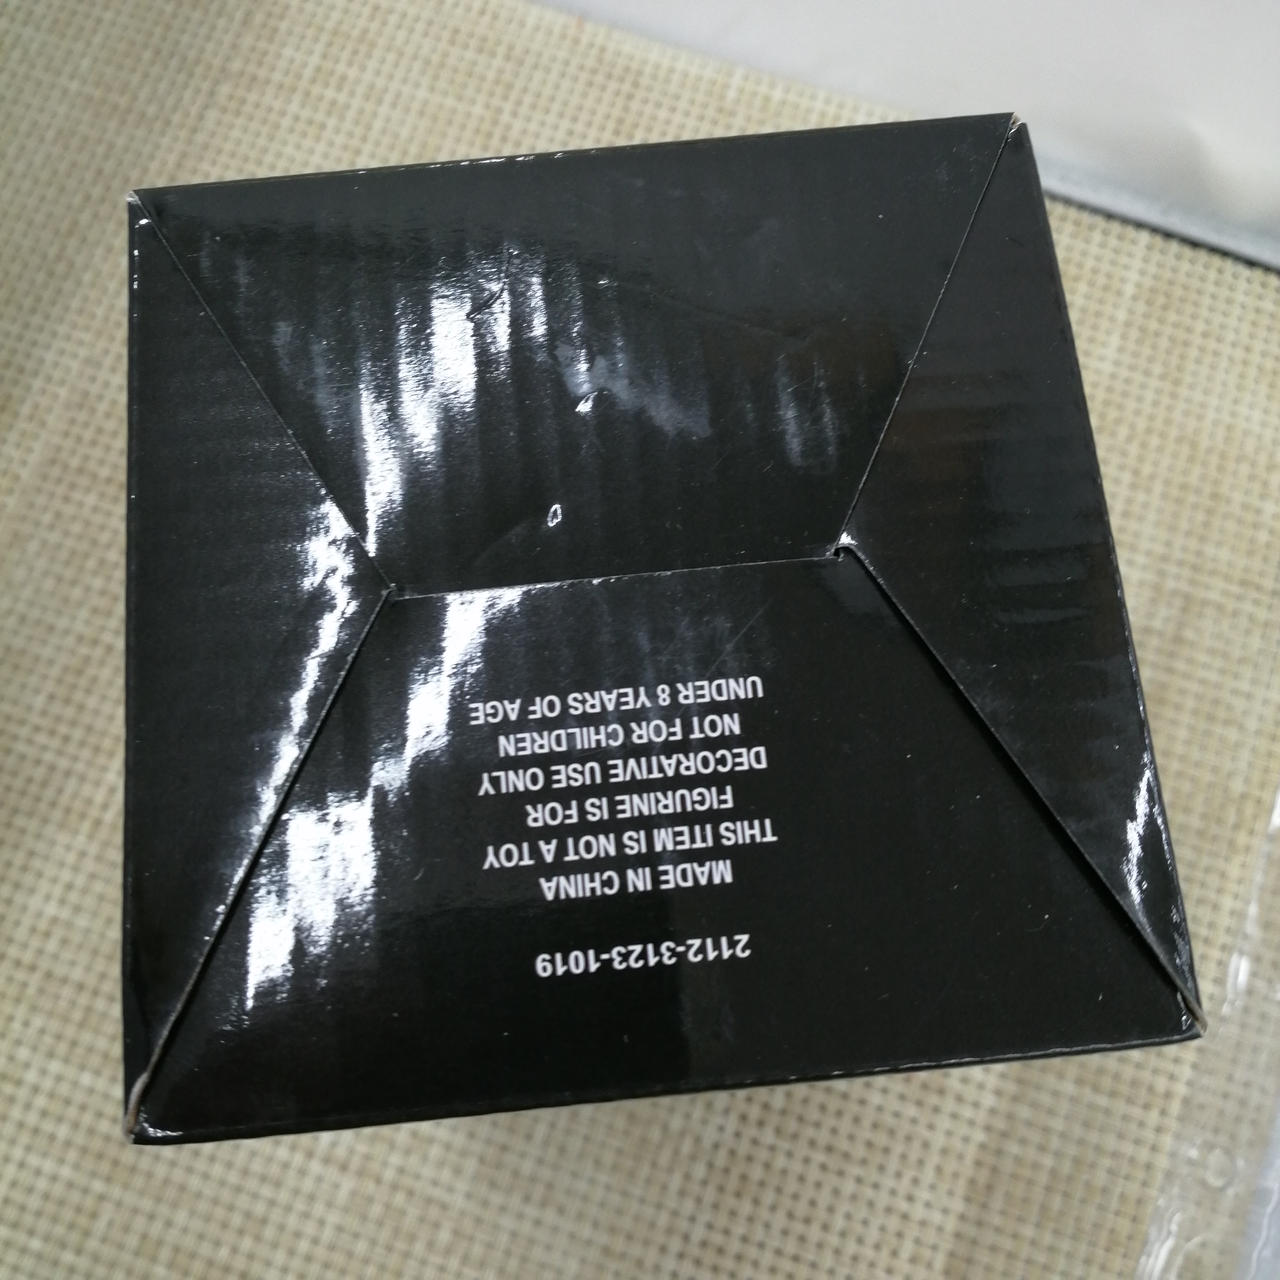 2112-3123-1019
MADE IN CHINA
THIS ITEM IS NOT A TOY
FIGURINE IS FOR
DECORATIVE USE ONLY
NOT FOR CHILDREN
UNDER 8 YEARS OF AGE